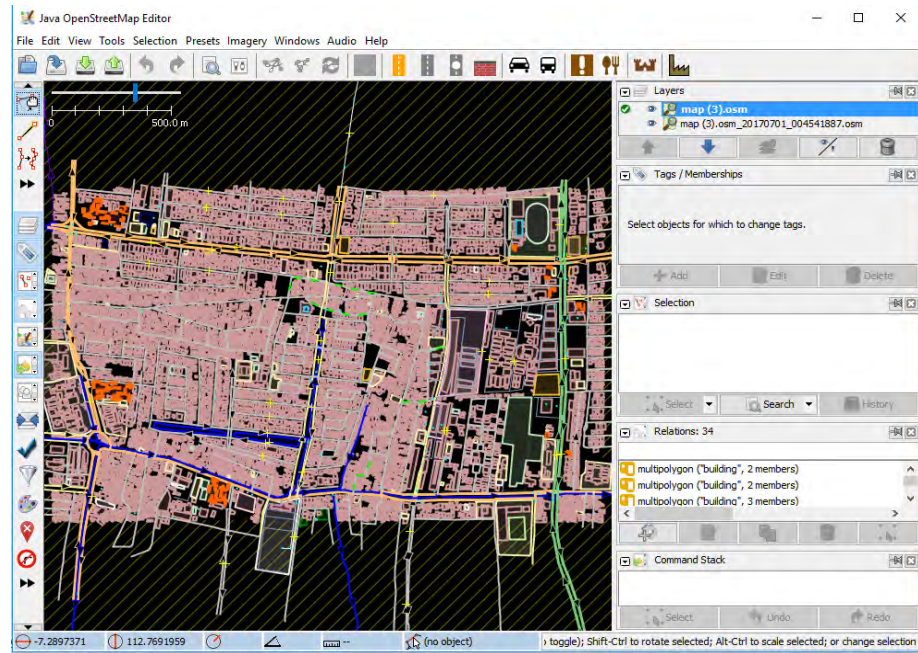 Java OpenStreetMap Editor
File Edit View Tools Selection Presets Imagery Windows Audio Help
0 500.0 m
Layers
map (3).osm
map (3).osm_20170701_004541887.osm
Tags / Memberships
Select objects for which to change tags.
Add Edit Delete
Selection
Select Search History
Relations: 34
multipolygon ("building", 2 members)
multipolygon ("building", 2 members)
multipolygon ("building", 3 members)
Command Stack
Select Undo Redo
-7.2897371 112.7691959 -- (no object) toggle); Shift-Ctrl to rotate selected; Alt-Ctrl to scale selected; or change selection